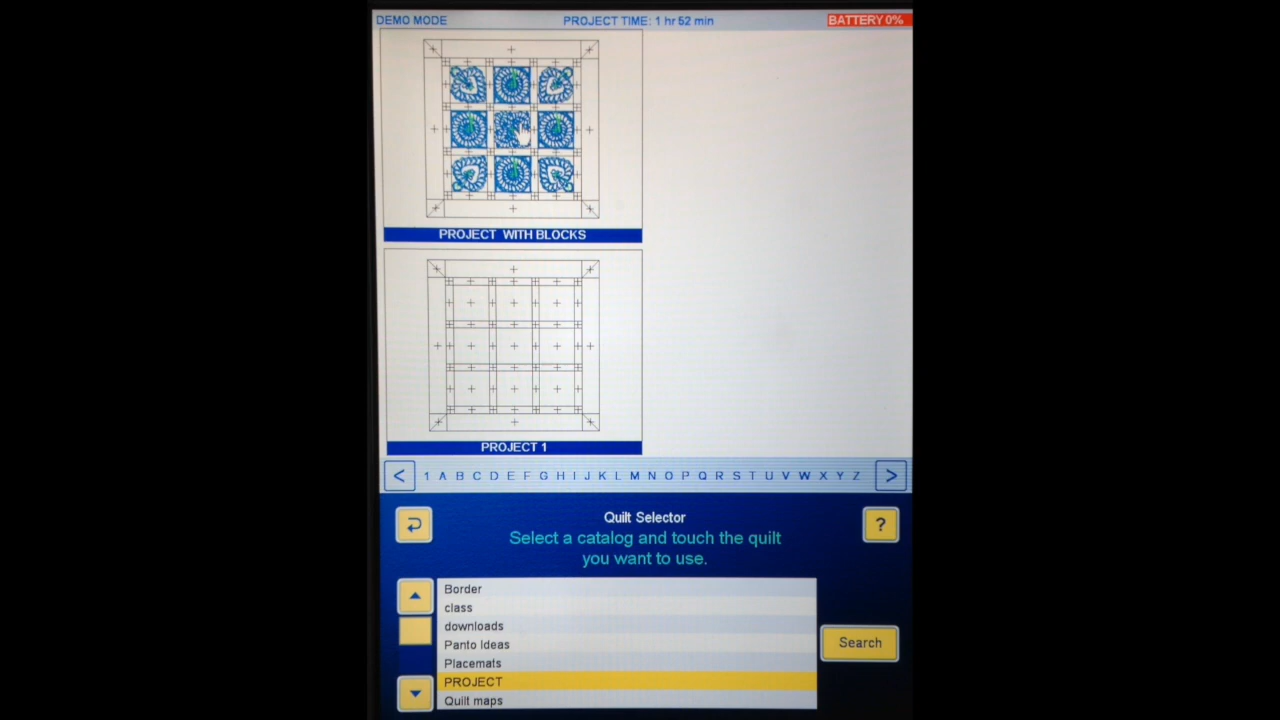 DEMO MODE PROJECT TIME: 1 hr 52 min BATTERY 0%
PROJECT WITH BLOCKS
PROJECT 1
< 1 A B C D E F G H I J K L M N O P Q R S T U V W X Y Z >
Quilt Selector
?
Select a catalog and touch the quilt
you want to use.
Border
class
downloads
Panto Ideas
Placemats
PROJECT
Quilt maps
Search